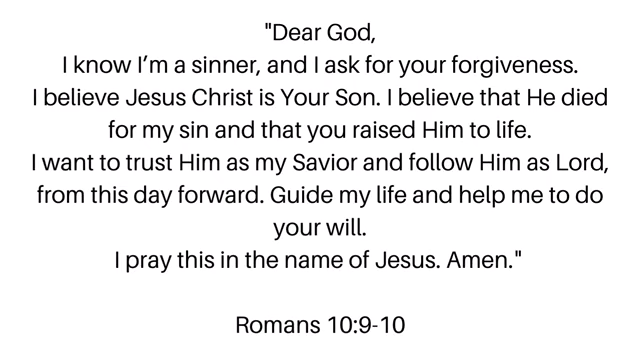 "Dear God,
I know I’m a sinner, and I ask for your forgiveness.
I believe Jesus Christ is Your Son. I believe that He died
for my sin and that you raised Him to life.
I want to trust Him as my Savior and follow Him as Lord,
from this day forward. Guide my life and help me to do
your will.
I pray this in the name of Jesus. Amen."
Romans 10:9-10